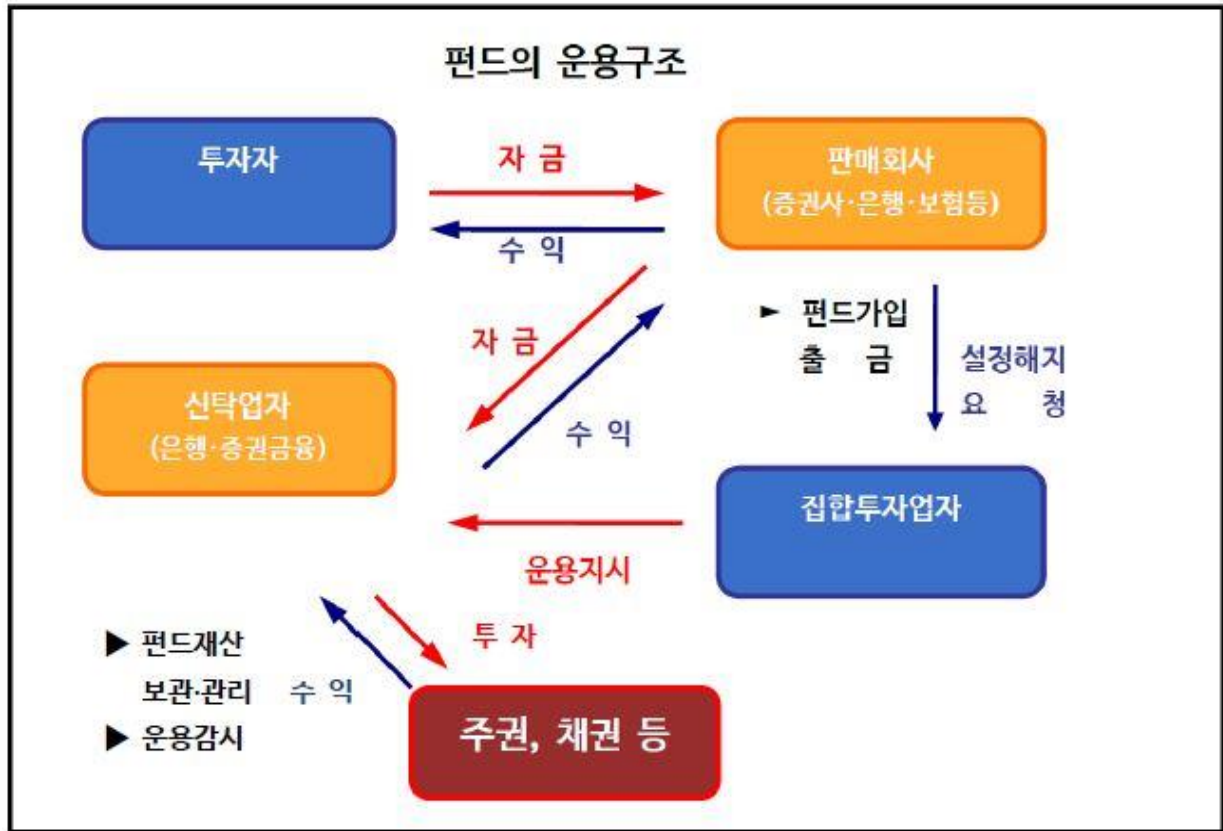 펀드의 운용구조
투자자
자 금
수 익
판매회사
(증권사·은행·보험등)
자 금
수 익
► 펀드가입
출 금
설정해지
요 청
신탁업자
(은행·증권금융)
집합투자업자
운용지시
투 자
▶ 펀드재산
보관·관리
수 익
▶ 운용감시
주권, 채권 등